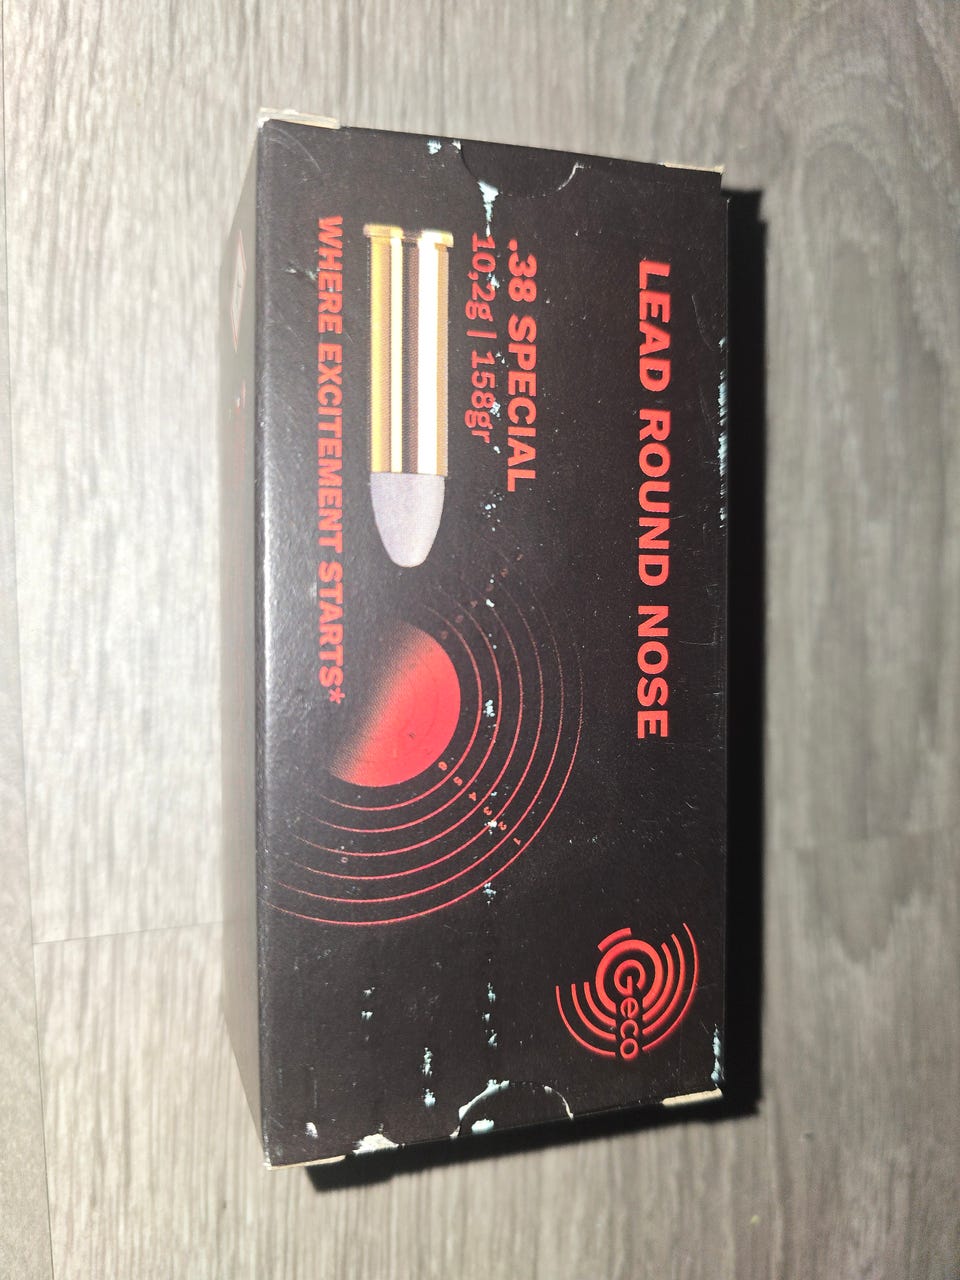 LEAD ROUND NOSE
Geco
.38 SPECIAL
10,2g | 158gr
WHERE EXCITEMENT STARTS*